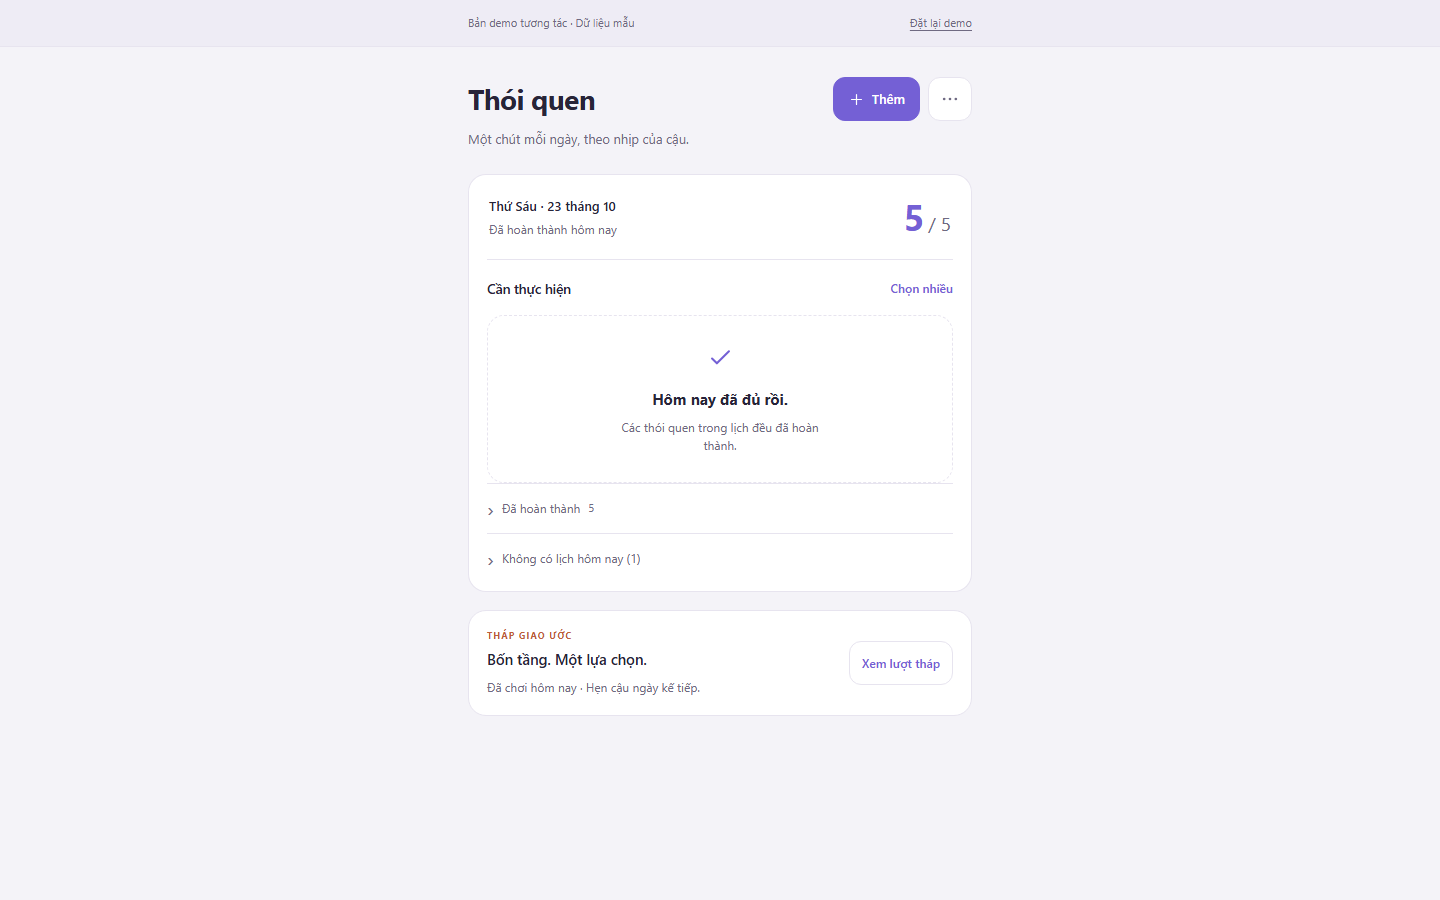 Bản demo tương tác · Dữ liệu mẫu
Đặt lại demo
Thói quen
Thêm
Một chút mỗi ngày, theo nhịp của cậu.
Thứ Sáu · 23 tháng 10
Đã hoàn thành hôm nay
5 / 5
Cần thực hiện
Chọn nhiều
Hôm nay đã đủ rồi.
Các thói quen trong lịch đều đã hoàn
thành.
Đã hoàn thành 5
Không có lịch hôm nay (1)
THÁP GIAO ƯỚC
Bốn tầng. Một lựa chọn.
Đã chơi hôm nay · Hẹn cậu ngày kế tiếp.
Xem lượt tháp